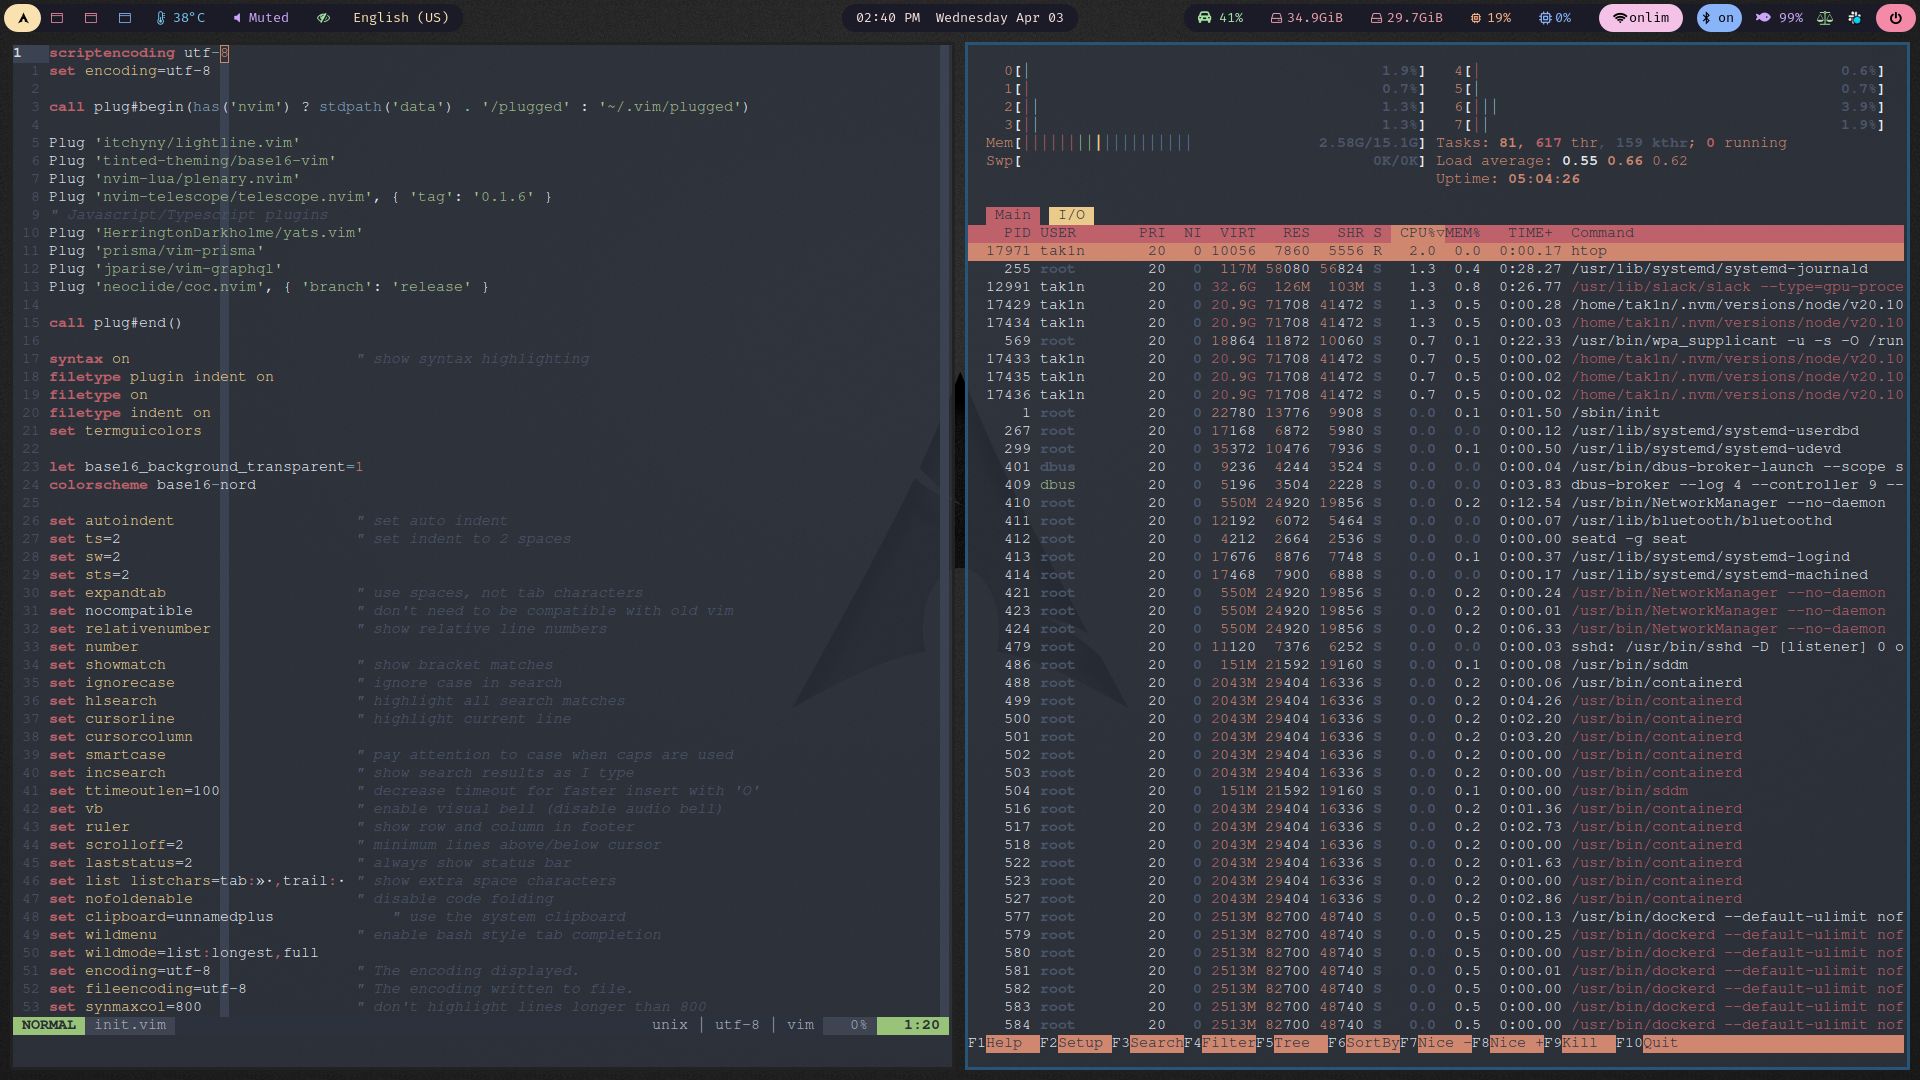 38°C Muted English (US) 02:40 PM Wednesday Apr 03 41% 34.9GiB 29.7GiB 19% 0% onlim on 99%
1 scriptencoding utf-8
1 set encoding=utf-8
2
3 call plug#begin(has('nvim') ? stdpath('data') . '/plugged' : '~/.vim/plugged')
4
5 Plug 'itchyny/lightline.vim'
6 Plug 'tinted-theming/base16-vim'
7 Plug 'nvim-lua/plenary.nvim'
8 Plug 'nvim-telescope/telescope.nvim', { 'tag': '0.1.6' }
9 " Javascript/Typescript plugins
10 Plug 'HerringtonDarkholme/yats.vim'
11 Plug 'prisma/vim-prisma'
12 Plug 'jparise/vim-graphql'
13 Plug 'neoclide/coc.nvim', { 'branch': 'release' }
14
15 call plug#end()
16
17 syntax on " show syntax highlighting
18 filetype plugin indent on
19 filetype on
20 filetype indent on
21 set termguicolors
22
23 let base16_background_transparent=1
24 colorscheme base16-nord
25
26 set autoindent " set auto indent
27 set ts=2 " set indent to 2 spaces
28 set sw=2
29 set sts=2
30 set expandtab " use spaces, not tab characters
31 set nocompatible " don't need to be compatible with old vim
32 set relativenumber " show relative line numbers
33 set number
34 set showmatch " show bracket matches
35 set ignorecase " ignore case in search
36 set hlsearch " highlight all search matches
37 set cursorline " highlight current line
38 set cursorcolumn
39 set smartcase " pay attention to case when caps are used
40 set incsearch " show search results as I type
41 set ttimeoutlen=100 " decrease timeout for faster insert with 'O'
42 set vb " enable visual bell (disable audio bell)
43 set ruler " show row and column in footer
44 set scrolloff=2 " minimum lines above/below cursor
45 set laststatus=2 " always show status bar
46 set list listchars=tab:»·,trail:· " show extra space characters
47 set nofoldenable " disable code folding
48 set clipboard=unnamedplus " use the system clipboard
49 set wildmenu " enable bash style tab completion
50 set wildmode=list:longest,full
51 set encoding=utf-8 " The encoding displayed.
52 set fileencoding=utf-8 " The encoding written to file.
53 set synmaxcol=800 " don't highlight lines longer than 800
NORMAL init.vim unix | utf-8 | vim 0% 1:20
0[| 1.9%] 4[| 0.6%]
1[| 0.7%] 5[| 0.7%]
2[|| 1.3%] 6[||| 3.9%]
3[|| 1.3%] 7[|| 1.9%]
Mem[||||||||||||||||||| 2.58G/15.1G] Tasks: 81, 617 thr, 159 kthr; 0 running
Swp[ 0K/0K] Load average: 0.55 0.66 0.62
Uptime: 05:04:26
Main I/O
PID USER PRI NI VIRT RES SHR S CPU%▽MEM% TIME+ Command
17971 tak1n 20 0 10056 7860 5556 R 2.0 0.0 0:00.17 htop
255 root 20 0 117M 58080 56824 S 1.3 0.4 0:28.27 /usr/lib/systemd/systemd-journald
12991 tak1n 20 0 32.6G 126M 103M S 1.3 0.8 0:26.77 /usr/lib/slack/slack --type=gpu-proce
17429 tak1n 20 0 20.9G 71708 41472 S 1.3 0.5 0:00.28 /home/tak1n/.nvm/versions/node/v20.10
17434 tak1n 20 0 20.9G 71708 41472 S 1.3 0.5 0:00.03 /home/tak1n/.nvm/versions/node/v20.10
569 root 20 0 18864 11872 10060 S 0.7 0.1 0:22.33 /usr/bin/wpa_supplicant -u -s -O /run
17433 tak1n 20 0 20.9G 71708 41472 S 0.7 0.5 0:00.02 /home/tak1n/.nvm/versions/node/v20.10
17435 tak1n 20 0 20.9G 71708 41472 S 0.7 0.5 0:00.02 /home/tak1n/.nvm/versions/node/v20.10
17436 tak1n 20 0 20.9G 71708 41472 S 0.7 0.5 0:00.00 /home/tak1n/.nvm/versions/node/v20.10
1 root 20 0 22780 13776 9908 S 0.0 0.1 0:01.50 /sbin/init
267 root 20 0 17168 6872 5980 S 0.0 0.0 0:00.12 /usr/lib/systemd/systemd-userdbd
299 root 20 0 35372 10476 7936 S 0.0 0.1 0:00.50 /usr/lib/systemd/systemd-udevd
401 dbus 20 0 9236 4244 3524 S 0.0 0.0 0:00.04 /usr/bin/dbus-broker-launch --scope s
409 dbus 20 0 5196 3504 2228 S 0.0 0.0 0:03.83 dbus-broker --log 4 --controller 9 --
410 root 20 0 550M 24920 19856 S 0.0 0.2 0:12.54 /usr/bin/NetworkManager --no-daemon
411 root 20 0 12192 6072 5464 S 0.0 0.0 0:00.07 /usr/lib/bluetooth/bluetoothd
412 root 20 0 4212 2664 2536 S 0.0 0.0 0:00.00 seatd -g seat
413 root 20 0 17676 8876 7748 S 0.0 0.1 0:00.37 /usr/lib/systemd/systemd-logind
414 root 20 0 17468 7900 6888 S 0.0 0.0 0:00.17 /usr/lib/systemd/systemd-machined
421 root 20 0 550M 24920 19856 S 0.0 0.2 0:00.24 /usr/bin/NetworkManager --no-daemon
423 root 20 0 550M 24920 19856 S 0.0 0.2 0:00.01 /usr/bin/NetworkManager --no-daemon
424 root 20 0 550M 24920 19856 S 0.0 0.2 0:06.33 /usr/bin/NetworkManager --no-daemon
479 root 20 0 11120 7376 6252 S 0.0 0.0 0:00.03 sshd: /usr/bin/sshd -D [listener] 0 o
486 root 20 0 151M 21592 19160 S 0.0 0.1 0:00.08 /usr/bin/sddm
488 root 20 0 2043M 29404 16336 S 0.0 0.2 0:00.06 /usr/bin/containerd
499 root 20 0 2043M 29404 16336 S 0.0 0.2 0:04.26 /usr/bin/containerd
500 root 20 0 2043M 29404 16336 S 0.0 0.2 0:02.20 /usr/bin/containerd
501 root 20 0 2043M 29404 16336 S 0.0 0.2 0:03.20 /usr/bin/containerd
502 root 20 0 2043M 29404 16336 S 0.0 0.2 0:00.00 /usr/bin/containerd
503 root 20 0 2043M 29404 16336 S 0.0 0.2 0:00.00 /usr/bin/containerd
504 root 20 0 151M 21592 19160 S 0.0 0.1 0:00.00 /usr/bin/sddm
516 root 20 0 2043M 29404 16336 S 0.0 0.2 0:01.36 /usr/bin/containerd
517 root 20 0 2043M 29404 16336 S 0.0 0.2 0:02.73 /usr/bin/containerd
518 root 20 0 2043M 29404 16336 S 0.0 0.2 0:00.00 /usr/bin/containerd
522 root 20 0 2043M 29404 16336 S 0.0 0.2 0:01.63 /usr/bin/containerd
523 root 20 0 2043M 29404 16336 S 0.0 0.2 0:00.00 /usr/bin/containerd
527 root 20 0 2043M 29404 16336 S 0.0 0.2 0:02.86 /usr/bin/containerd
577 root 20 0 2513M 82700 48740 S 0.0 0.5 0:00.13 /usr/bin/dockerd --default-ulimit nof
579 root 20 0 2513M 82700 48740 S 0.0 0.5 0:00.25 /usr/bin/dockerd --default-ulimit nof
580 root 20 0 2513M 82700 48740 S 0.0 0.5 0:00.00 /usr/bin/dockerd --default-ulimit nof
581 root 20 0 2513M 82700 48740 S 0.0 0.5 0:00.01 /usr/bin/dockerd --default-ulimit nof
582 root 20 0 2513M 82700 48740 S 0.0 0.5 0:00.00 /usr/bin/dockerd --default-ulimit nof
583 root 20 0 2513M 82700 48740 S 0.0 0.5 0:00.00 /usr/bin/dockerd --default-ulimit nof
584 root 20 0 2513M 82700 48740 S 0.0 0.5 0:00.00 /usr/bin/dockerd --default-ulimit nof
F1Help F2Setup F3SearchF4FilterF5Tree F6SortByF7Nice -F8Nice +F9Kill F10Quit